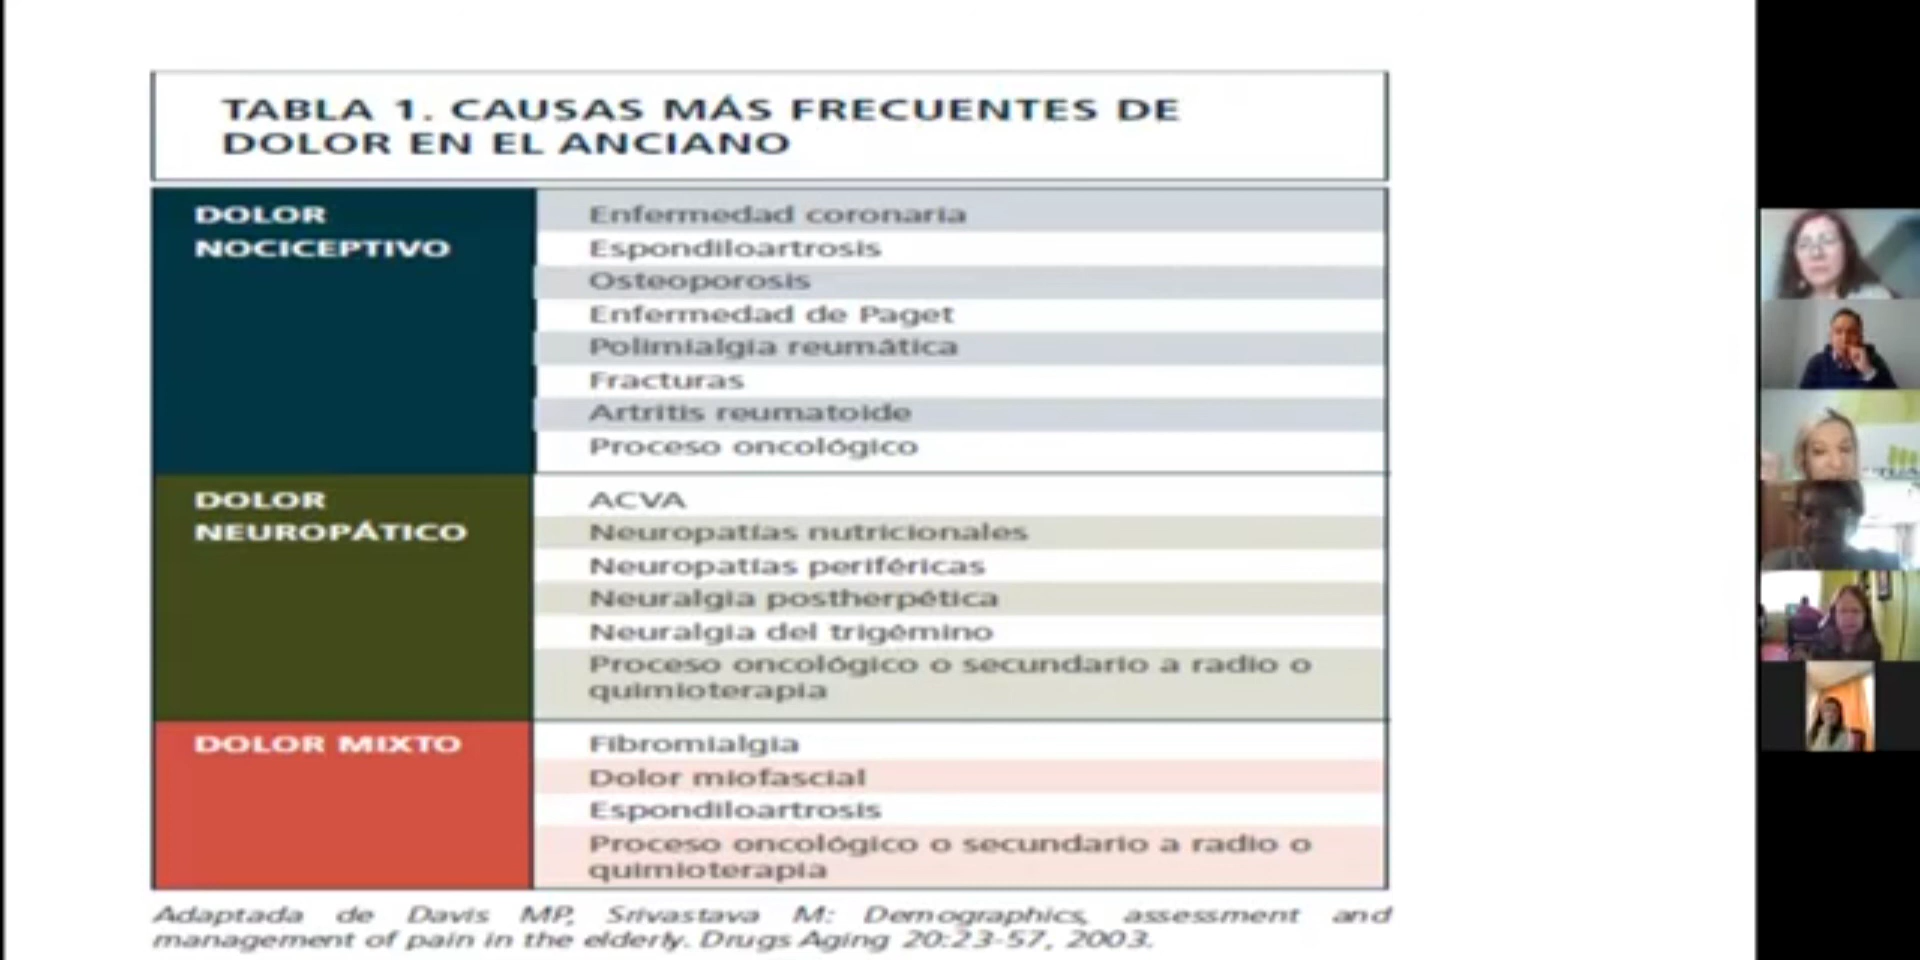 TABLA 1. CAUSAS MÁS FRECUENTES DE
DOLOR EN EL ANCIANO
DOLOR
NOCICEPTIVO
Enfermedad coronaria
Espondiloartrosis
Osteoporosis
Enfermedad de Paget
Polimialgia reumática
Fracturas
Artritis reumatoide
Proceso oncológico
DOLOR
NEUROPÁTICO
ACVA
Neuropatías nutricionales
Neuropatías periféricas
Neuralgia postherpética
Neuralgia del trigémino
Proceso oncológico o secundario a radio o
quimioterapia
DOLOR MIXTO
Fibromialgia
Dolor miofascial
Espondiloartrosis
Proceso oncológico o secundario a radio o
quimioterapia
Adaptada de Davis MP, Srivastava M: Demographics, assessment and
management of pain in the elderly. Drugs Aging 20:23-57, 2003.